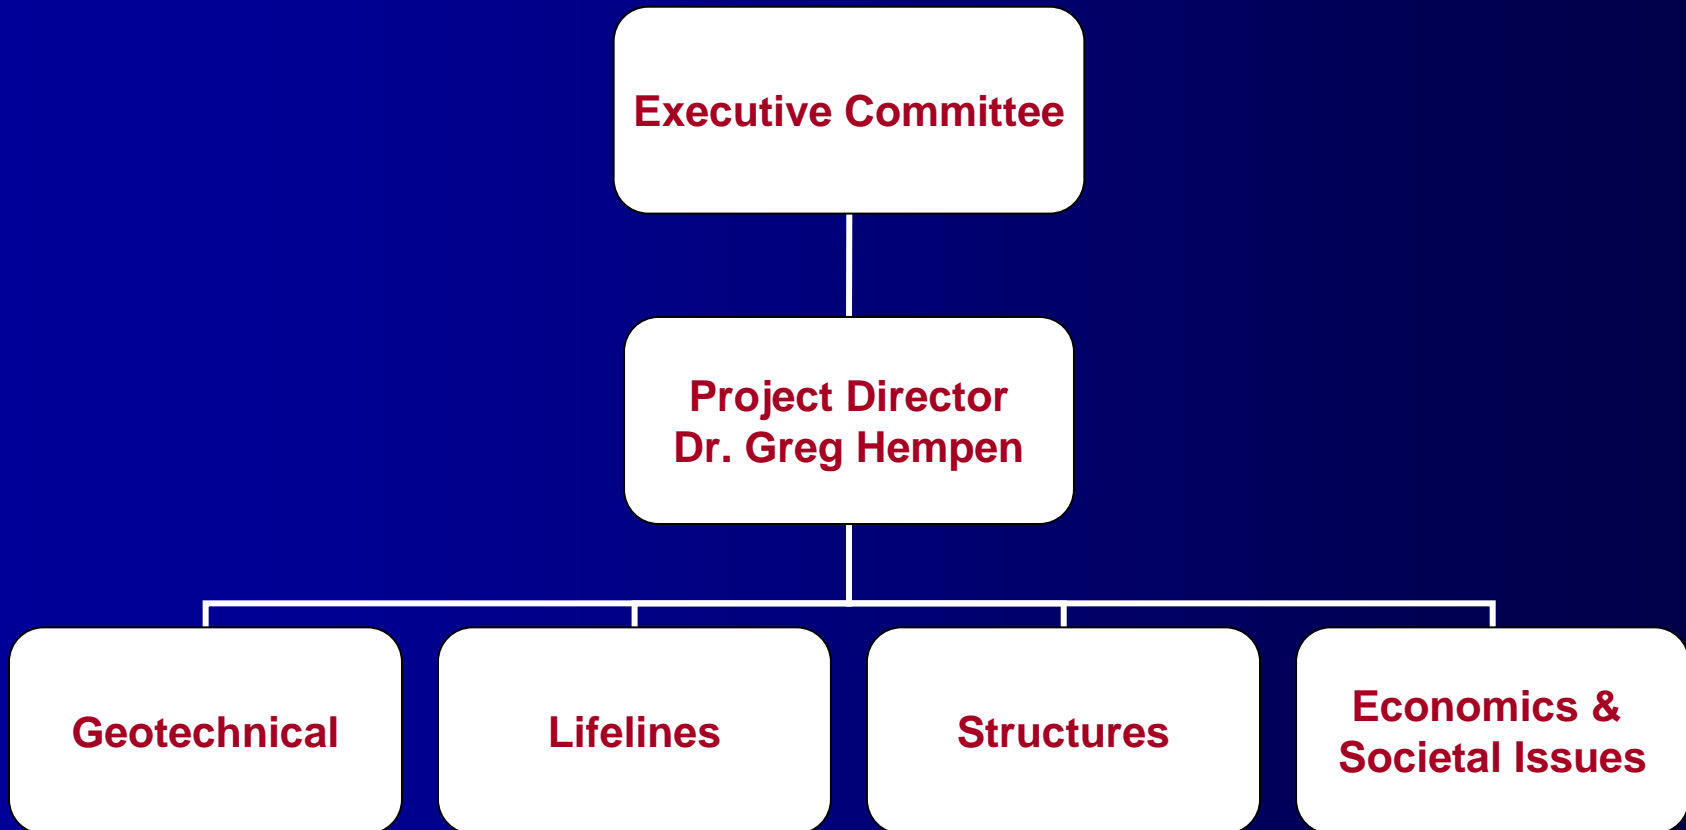 Executive Committee
Project Director
Dr. Greg Hempen
Geotechnical
Lifelines
Structures
Economics &
Societal Issues